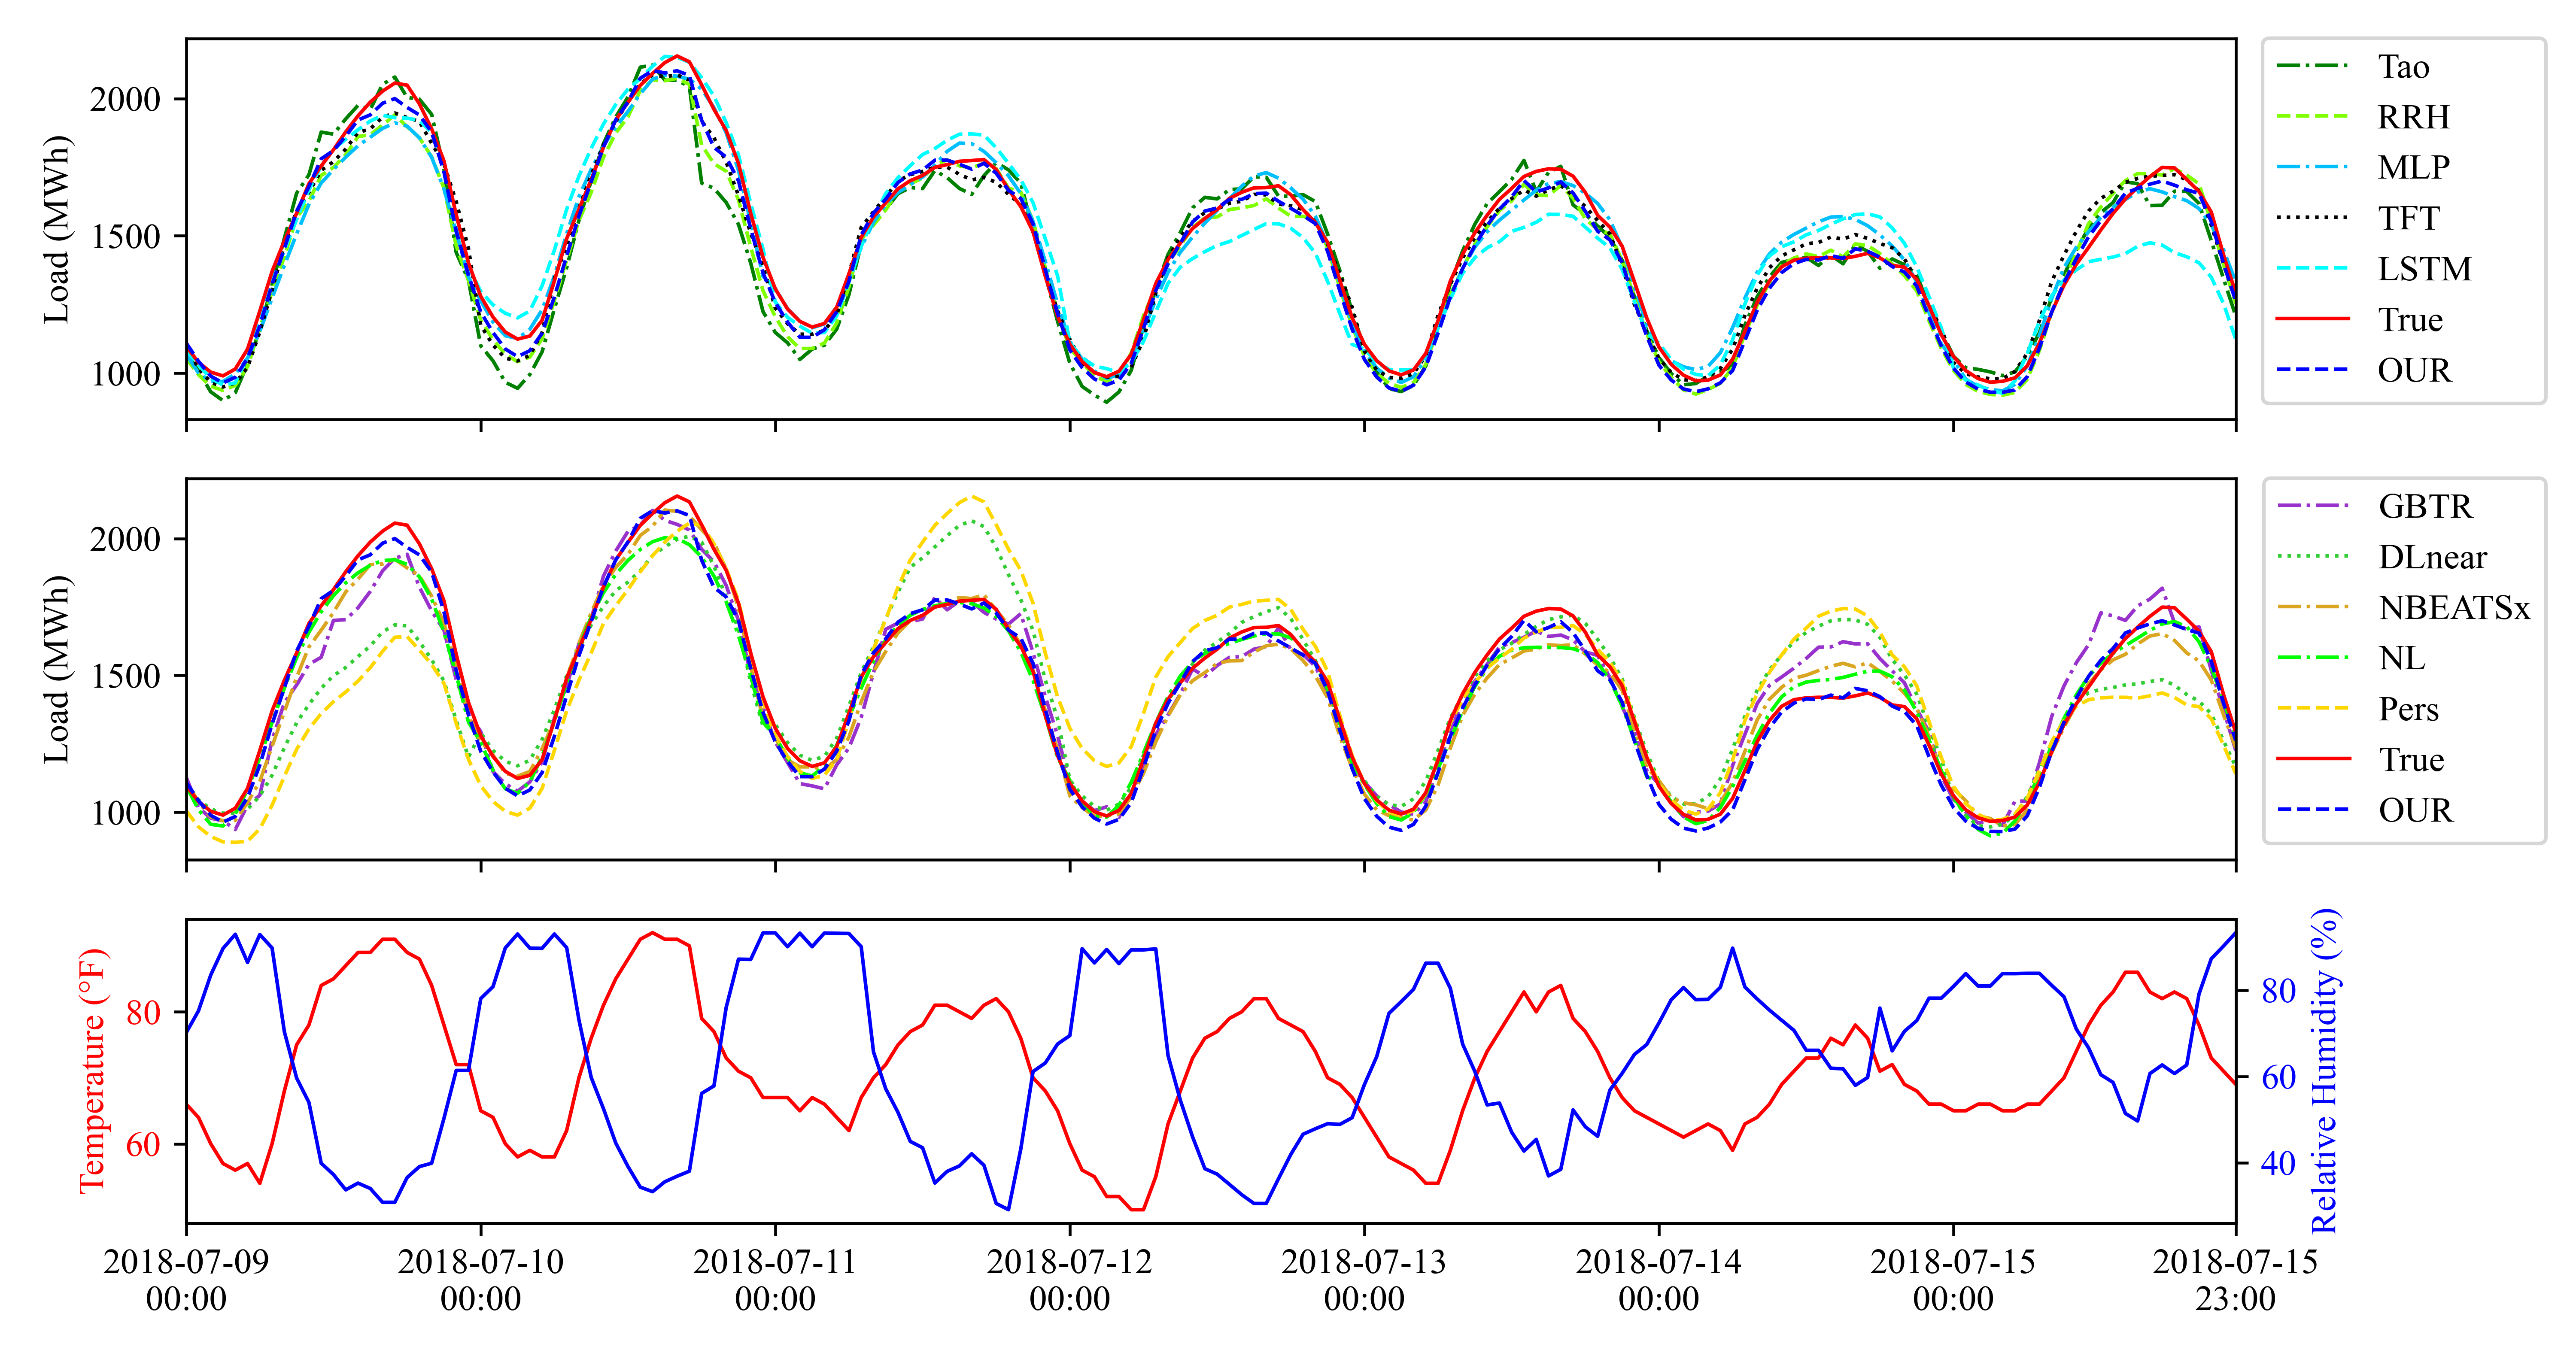 Load (MWh)
2000
1500
1000
Tao
RRH
MLP
TFT
LSTM
True
OUR
Load (MWh)
2000
1500
1000
GBTR
DLnear
NBEATSx
NL
Pers
True
OUR
Temperature (°F)
80
60
Relative Humidity (%)
80
60
40
2018-07-09
00:00
2018-07-10
00:00
2018-07-11
00:00
2018-07-12
00:00
2018-07-13
00:00
2018-07-14
00:00
2018-07-15
00:00
2018-07-15
23:00